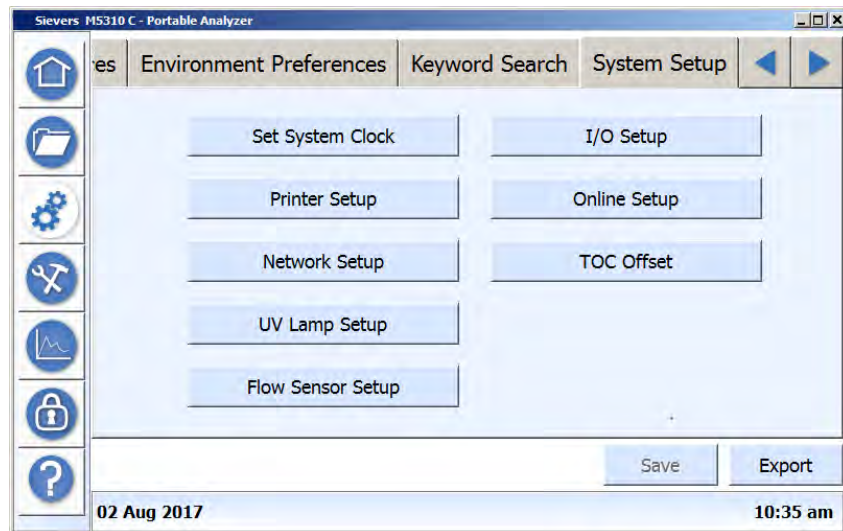 Sievers M5310 C - Portable Analyzer
es Environment Preferences Keyword Search System Setup
Set System Clock I/O Setup
Printer Setup Online Setup
Network Setup TOC Offset
UV Lamp Setup
Flow Sensor Setup
Save Export
?
02 Aug 2017 10:35 am